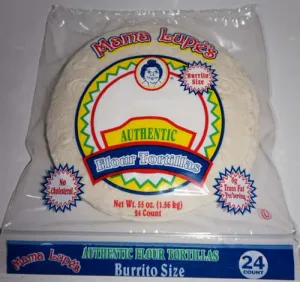 Mama Lupe's
Burrito
Size
AUTHENTIC
Flour Tortillas
No
Cholesterol
0g
Trans Fat
Per Serving
Net Wt. 55 oz. (1.56 kg)
24 Count
Mama Lupe's
AUTHENTIC FLOUR TORTILLAS
Burrito Size
24
COUNT